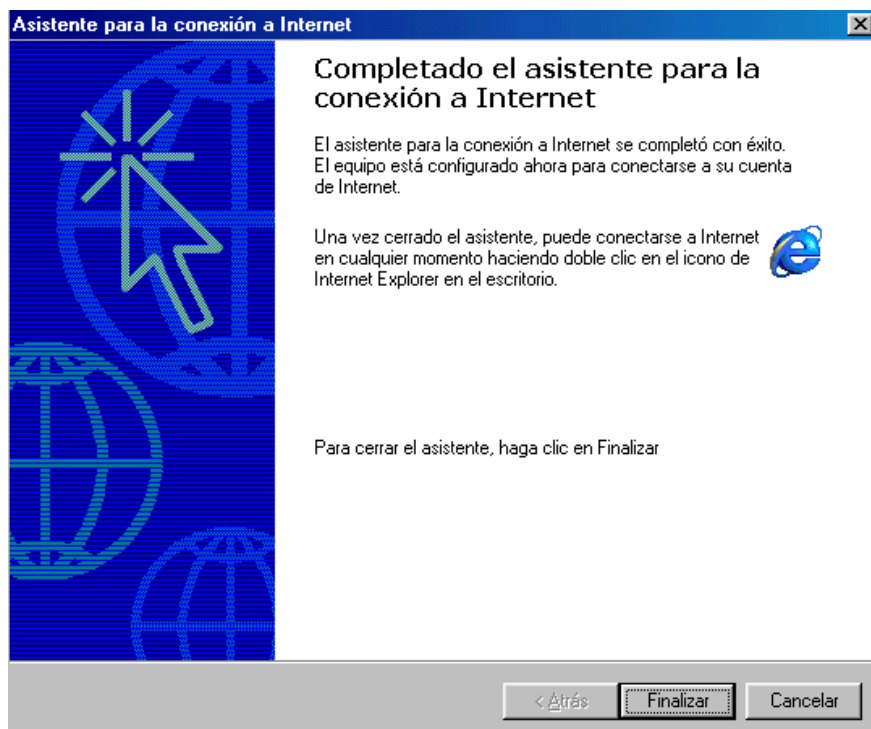 Asistente para la conexión a Internet
Completado el asistente para la
conexión a Internet
El asistente para la conexión a Internet se completó con éxito.
El equipo está configurado ahora para conectarse a su cuenta
de Internet.
Una vez cerrado el asistente, puede conectarse a Internet
en cualquier momento haciendo doble clic en el icono de
Internet Explorer en el escritorio.
Para cerrar el asistente, haga clic en Finalizar
< Atrás
Finalizar
Cancelar